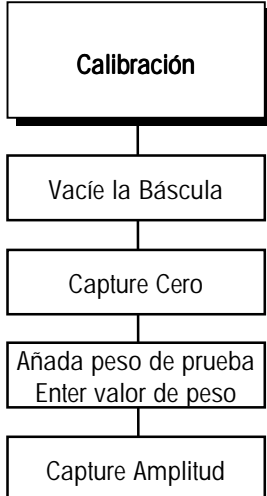 Calibración
Vacíe la Báscula
Capture Cero
Añada peso de prueba
Enter valor de peso
Capture Amplitud